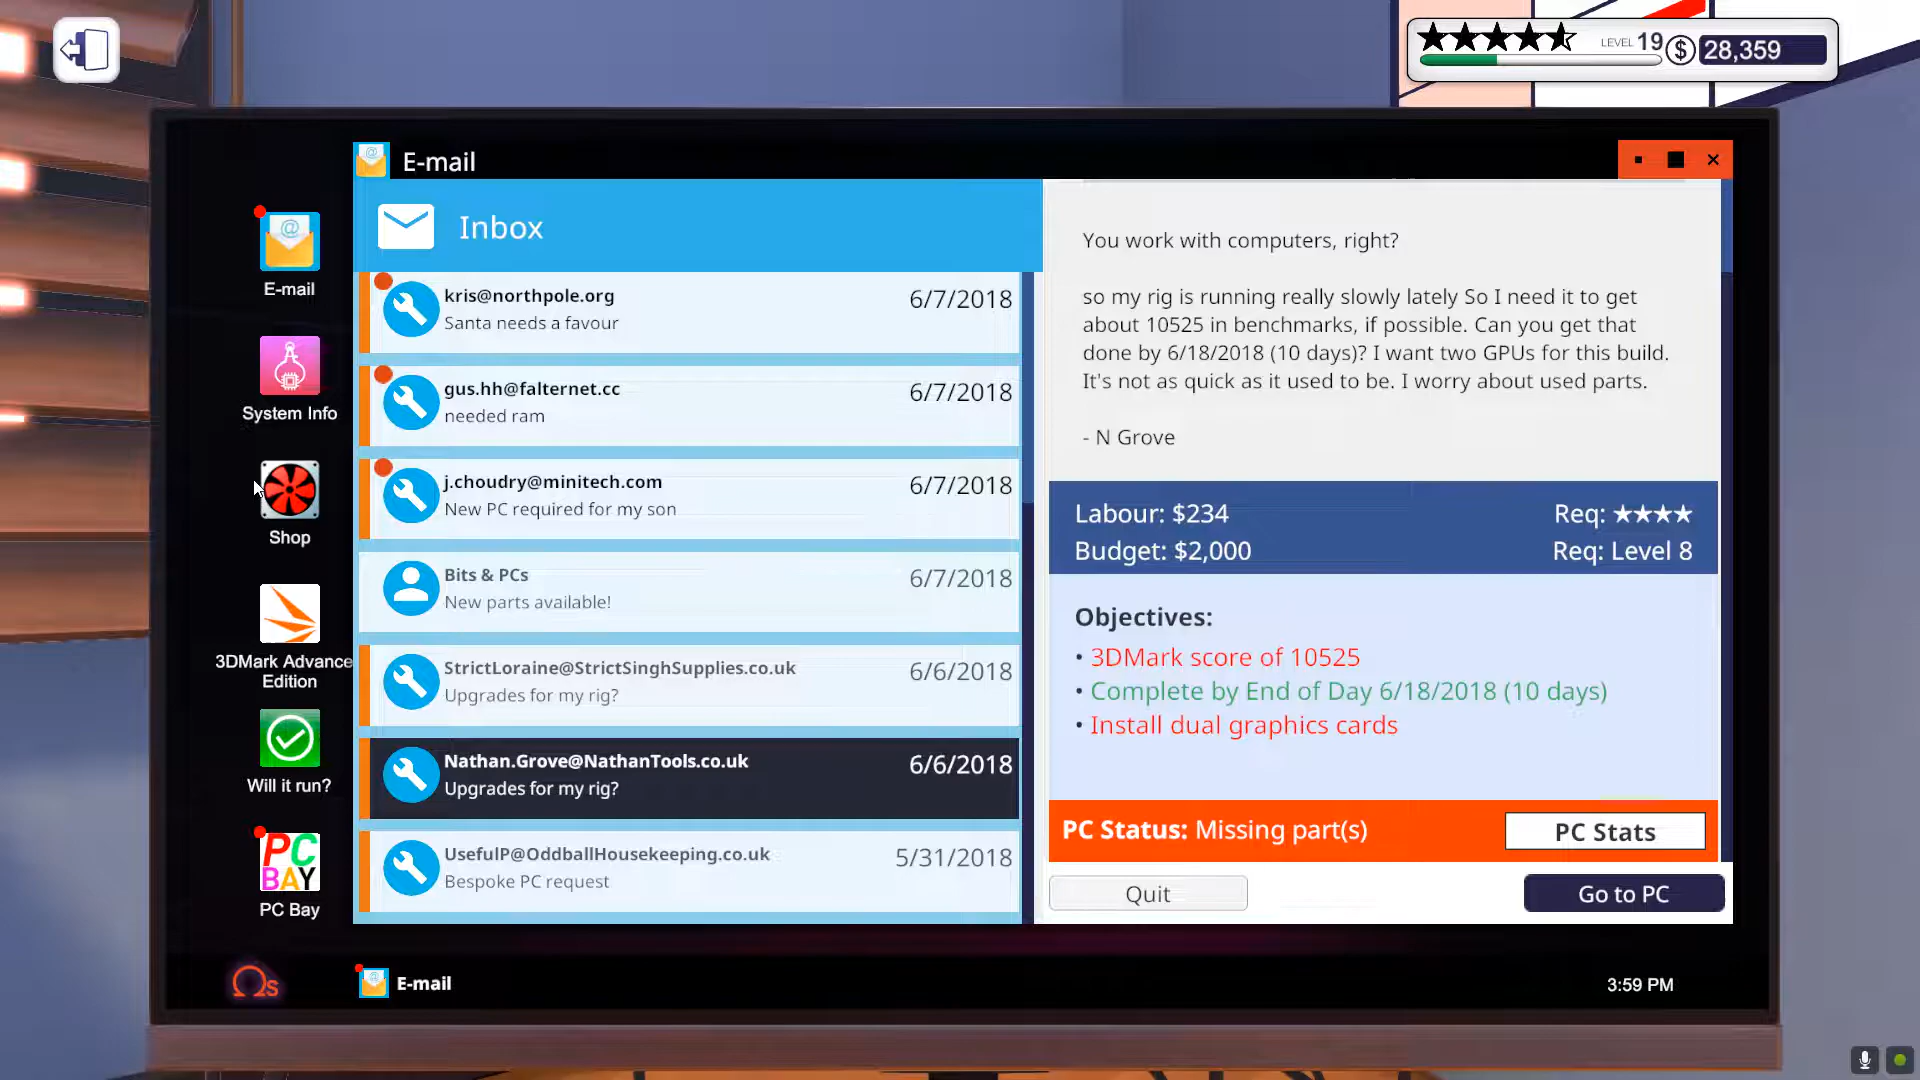 LEVEL 19 $ 28,359
E-mail
Inbox
kris@northpole.org 6/7/2018
Santa needs a favour
gus.hh@falternet.cc 6/7/2018
needed ram
j.choudry@minitech.com 6/7/2018
New PC required for my son
Bits & PCs 6/7/2018
New parts available!
StrictLoraine@StrictSinghSupplies.co.uk 6/6/2018
Upgrades for my rig?
Nathan.Grove@NathanTools.co.uk 6/6/2018
Upgrades for my rig?
UsefulP@OddballHousekeeping.co.uk 5/31/2018
Bespoke PC request
You work with computers, right?
so my rig is running really slowly lately So I need it to get
about 10525 in benchmarks, if possible. Can you get that
done by 6/18/2018 (10 days)? I want two GPUs for this build.
It's not as quick as it used to be. I worry about used parts.
- N Grove
Labour: $234 Req: ★★★★
Budget: $2,000 Req: Level 8
Objectives:
• 3DMark score of 10525
• Complete by End of Day 6/18/2018 (10 days)
• Install dual graphics cards
PC Status: Missing part(s) PC Stats
Quit Go to PC
E-mail
System Info
Shop
3DMark Advance
Edition
Will it run?
PC
BAY
PC Bay
Ωs E-mail 3:59 PM